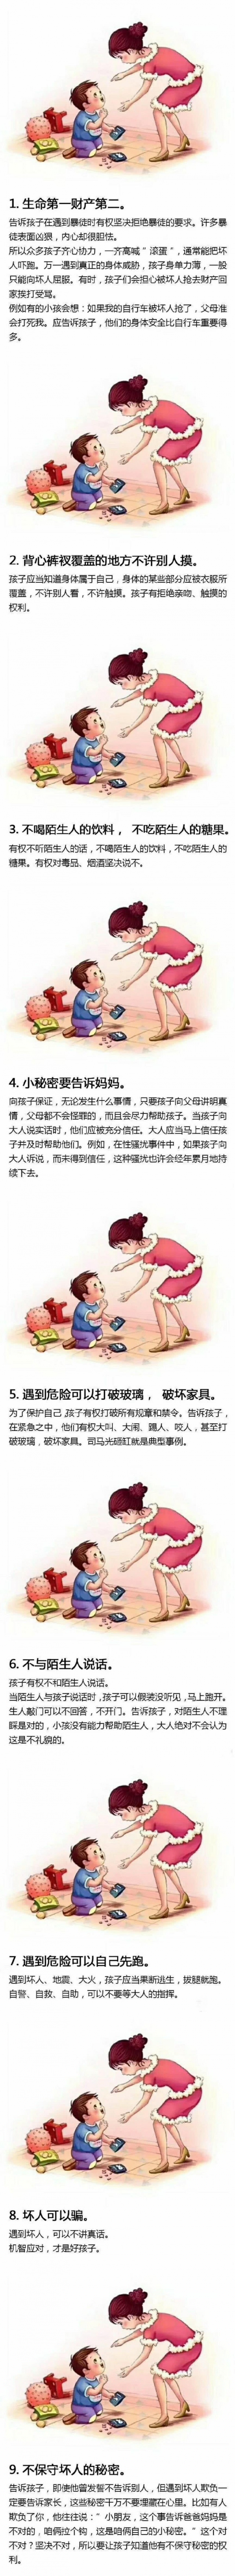 1. 生命第一财产第二。
告诉孩子在遇到暴徒时有权坚决拒绝暴徒的要求。许多暴
徒表面凶狠，内心却很胆怯。
所以众多孩子齐心协力，一齐高喊“滚蛋”，通常能把坏
人吓跑。万一遇到真正的身体威胁，孩子身单力薄，一般
只能向坏人屈服。有时，孩子们会担心被坏人抢去财产回
家挨打受骂。
例如有的小孩会想：如果我的自行车被坏人抢了，父母准
会打死我。应告诉孩子，他们的身体安全比自行车重要得
多。
2. 背心裤衩覆盖的地方不许别人摸。
孩子应当知道身体属于自己，身体的某些部分应被衣服所
覆盖，不许别人看，不许触摸。孩子有拒绝亲吻、触摸的
权利。
3. 不喝陌生人的饮料， 不吃陌生人的糖果。
有权不听陌生人的话，不喝陌生人的饮料，不吃陌生人的
糖果。有权对毒品、烟酒坚决说不。
4. 小秘密要告诉妈妈。
向孩子保证，无论发生什么事情，只要孩子向父母讲明真
情，父母都不会怪罪的，而且会尽力帮助孩子。当孩子向
大人说实话时，他们应被充分信任。大人应当马上信任孩
子并及时帮助他们。例如，在性骚扰事件中，如果孩子向
大人诉说，而未得到信任，这种骚扰也许会经年累月地持
续下去。
5. 遇到危险可以打破玻璃， 破坏家具。
为了保护自己,孩子有权打破所有规章和禁令。告诉孩子，
在紧急之中，他们有权大叫、大闹、踢人、咬人，甚至打
破玻璃，破坏家具。司马光砸缸就是典型事例。
6. 不与陌生人说话。
孩子有权不和陌生人说话。
当陌生人与孩子说话时,孩子可以假装没听见,马上跑开。
生人敲门可以不回答，不开门。告诉孩子，对陌生人不理
睬是对的，小孩没有能力帮助陌生人，大人绝对不会认为
这是不礼貌的。
7. 遇到危险可以自己先跑。
遇到坏人、地震、大火，孩子应当果断逃生，拔腿就跑。
自警、自救、自助，可以不要等大人的指挥。
8. 坏人可以骗。
遇到坏人，可以不讲真话。
机智应对，才是好孩子。
9. 不保守坏人的秘密。
告诉孩子，即使他曾发誓不告诉别人，但遇到坏人欺负一
定要告诉家长，这些秘密千万不要埋藏在心里。比如有人
欺负了你，他往往说：“小朋友，这个事告诉爸爸妈妈是
不对的，咱俩拉个钩，这是咱俩自己的小秘密。”这个对
不对？坚决不对，所以要让孩子知道他有不保守秘密的权
利。